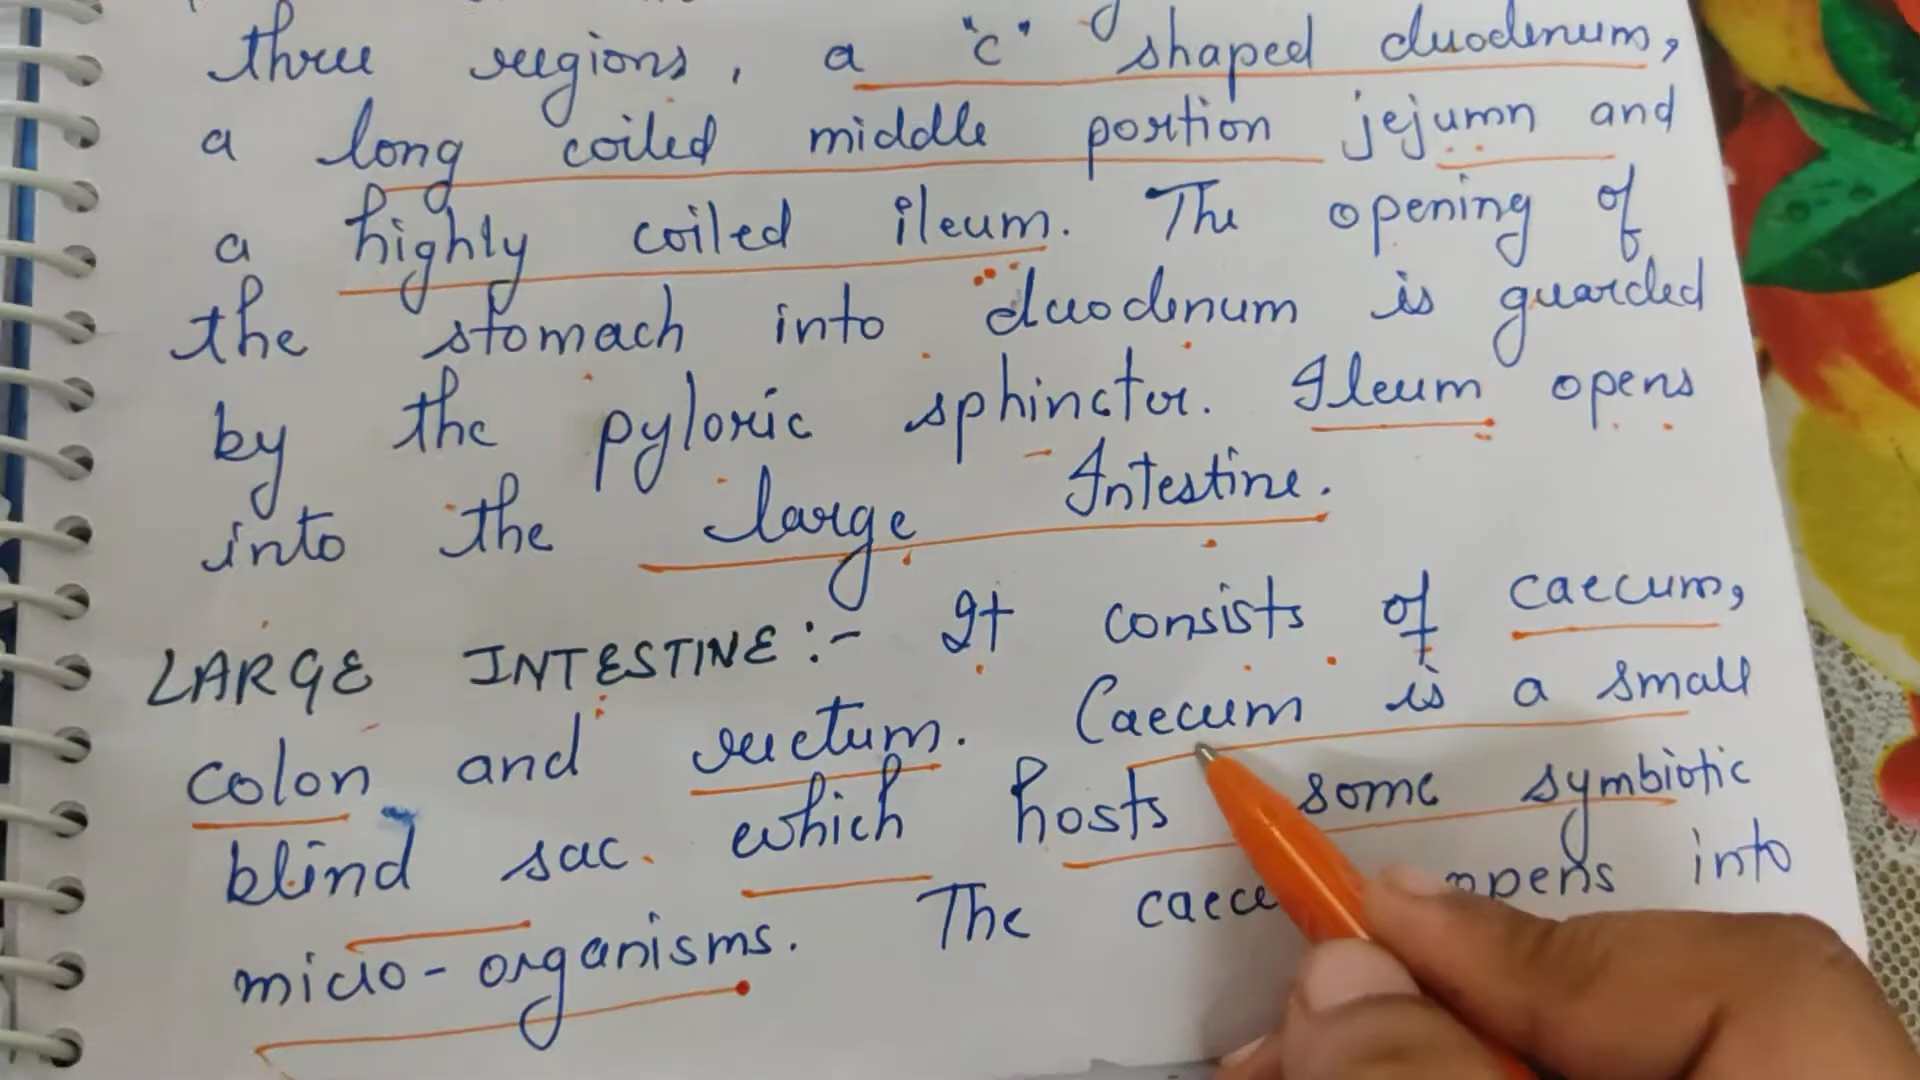 three regions, a "c" shaped duodenum,
a long coiled middle portion jejumn and
a highly coiled ileum. The opening of
the stomach into duodenum is guarded
by the pyloric sphincter. Ileum opens
into the large Intestine.
LARGE INTESTINE:- It consists of caecum,
colon and rectum. Caecum is a small
blind sac which hosts some symbiotic
micro-organisms. The opens into